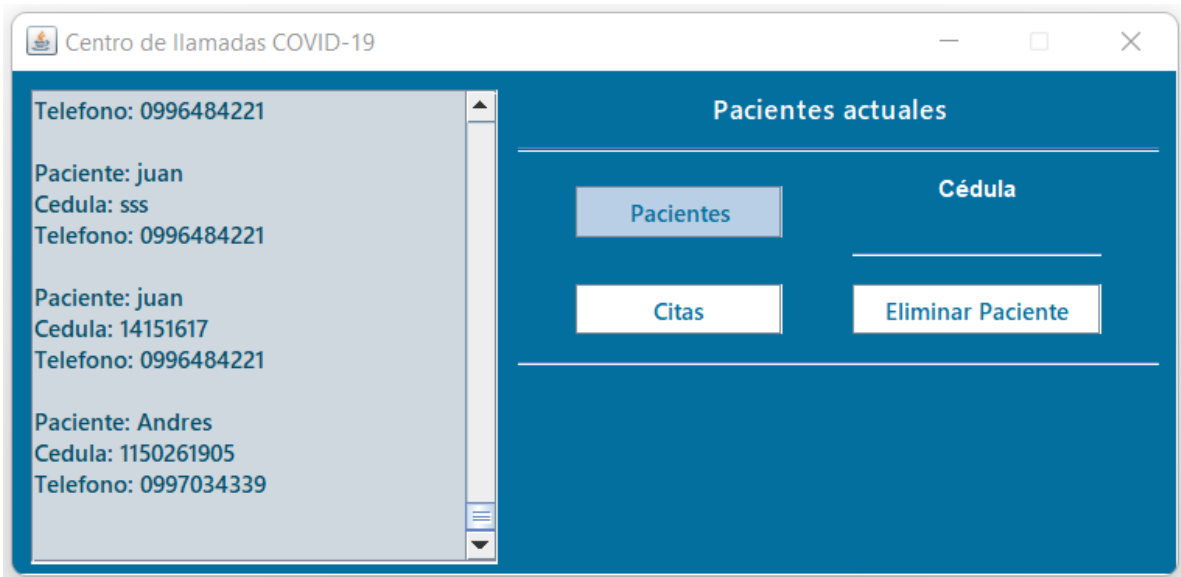 Centro de llamadas COVID-19
Telefono: 0996484221
Paciente: juan
Cedula: sss
Telefono: 0996484221
Paciente: juan
Cedula: 14151617
Telefono: 0996484221
Paciente: Andres
Cedula: 1150261905
Telefono: 0997034339
Pacientes actuales
Pacientes
Cédula
Citas
Eliminar Paciente